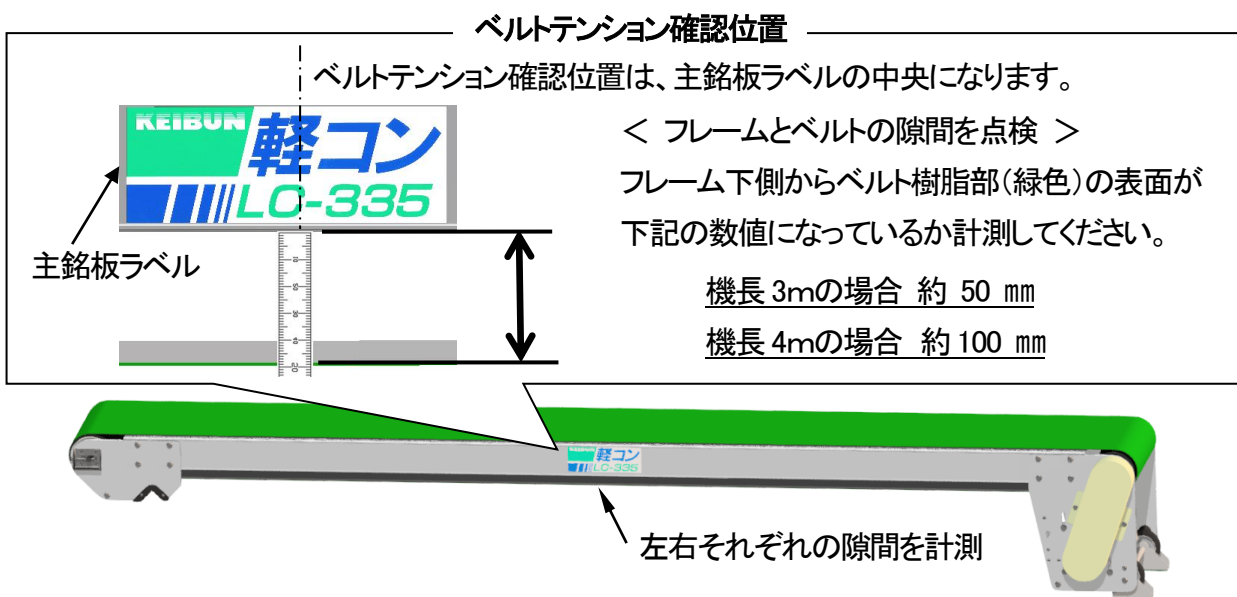 ベルトテンション確認位置
ベルトテンション確認位置は、主銘板ラベルの中央になります。
KEIBUN
軽コン
LC-335
主銘板ラベル
＜ フレームとベルトの隙間を点検 ＞
フレーム下側からベルト樹脂部(緑色)の表面が
下記の数値になっているか計測してください。
機長 3ｍの場合 約 50 ㎜
機長 4ｍの場合 約 100 ㎜
軽コン
LC-335
左右それぞれの隙間を計測